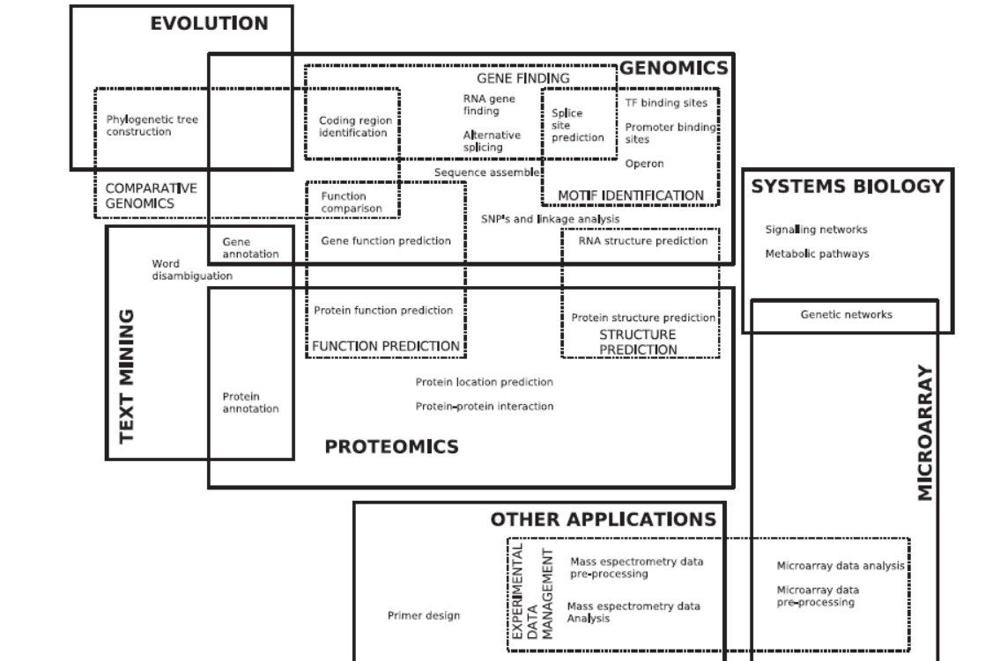 EVOLUTION
GENOMICS
GENE FINDING
RNA gene
finding
Alternative
splicing
Splice
site
prediction
TF binding sites
Promoter binding
sites
Operon
MOTIF IDENTIFICATION
Phylogenetic tree
construction
Coding region
identification
Sequence assemble
COMPARATIVE
GENOMICS
Function
comparison
SNP's and linkage analysis
Gene
annotation
Gene function prediction
RNA structure prediction
SYSTEMS BIOLOGY
Signalling networks
Metabolic pathways
Genetic networks
Word
disambiguation
TEXT MINING
Protein function prediction
FUNCTION PREDICTION
Protein structure prediction
STRUCTURE
PREDICTION
Protein location prediction
Protein-protein interaction
Protein
annotation
PROTEOMICS
MICROARRAY
OTHER APPLICATIONS
EXPERIMENTAL
DATA
MANAGEMENT
Mass espectrometry data
pre-processing
Mass espectrometry data
Analysis
Primer design
Microarray data analysis
Microarray data
pre-processing